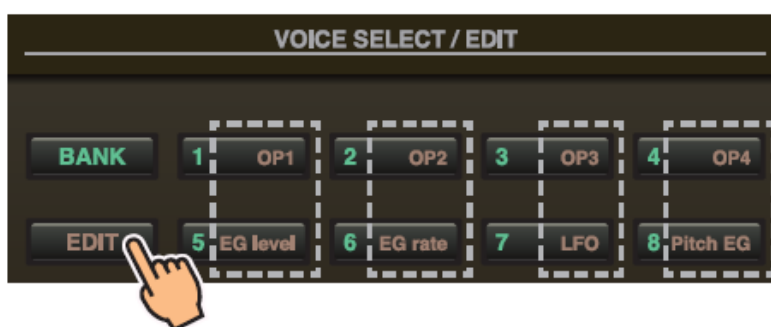 VOICE SELECT / EDIT
BANK 1 OP1 2 OP2 3 OP3 4 OP4
EDIT 5 EG level 6 EG rate 7 LFO 8 Pitch EG